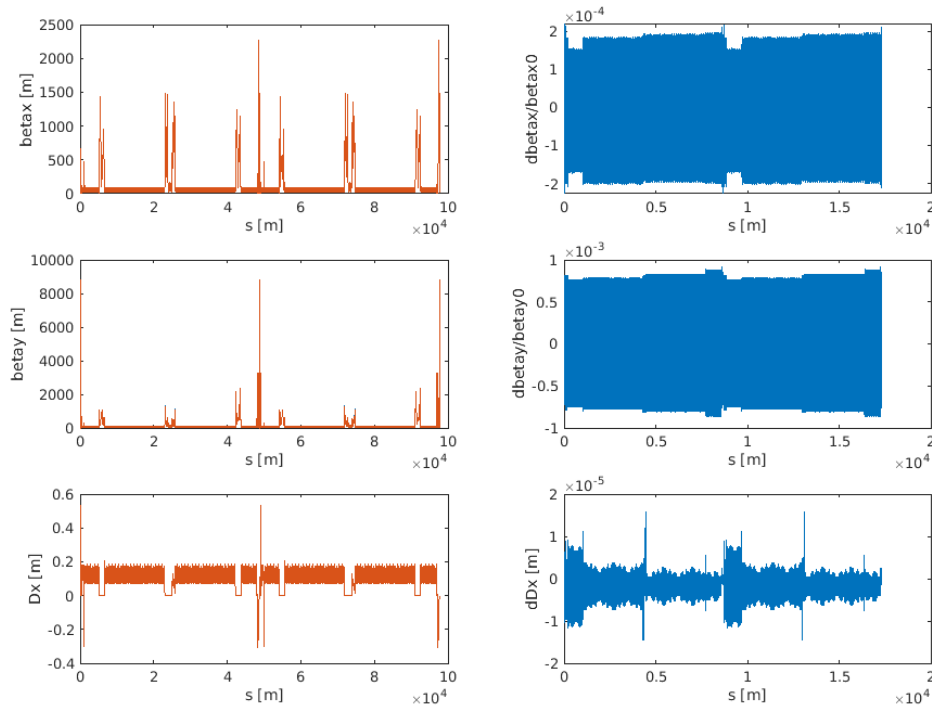 2500
2000
1500
1000
500
0
betax [m]
0 2 4 6 8 10
s [m]
×10^4
×10^-4
2
1
0
-1
-2
dbetax/betax0
0 0.5 1 1.5 2
s [m]
×10^4
10000
8000
6000
4000
2000
0
betay [m]
0 2 4 6 8 10
s [m]
×10^4
×10^-3
1
0.5
0
-0.5
-1
dbetay/betay0
0 0.5 1 1.5 2
s [m]
×10^4
0.6
0.4
0.2
0
-0.2
-0.4
Dx [m]
0 2 4 6 8 10
s [m]
×10^4
×10^-5
2
1
0
-1
-2
dDx [m]
0 0.5 1 1.5 2
s [m]
×10^4